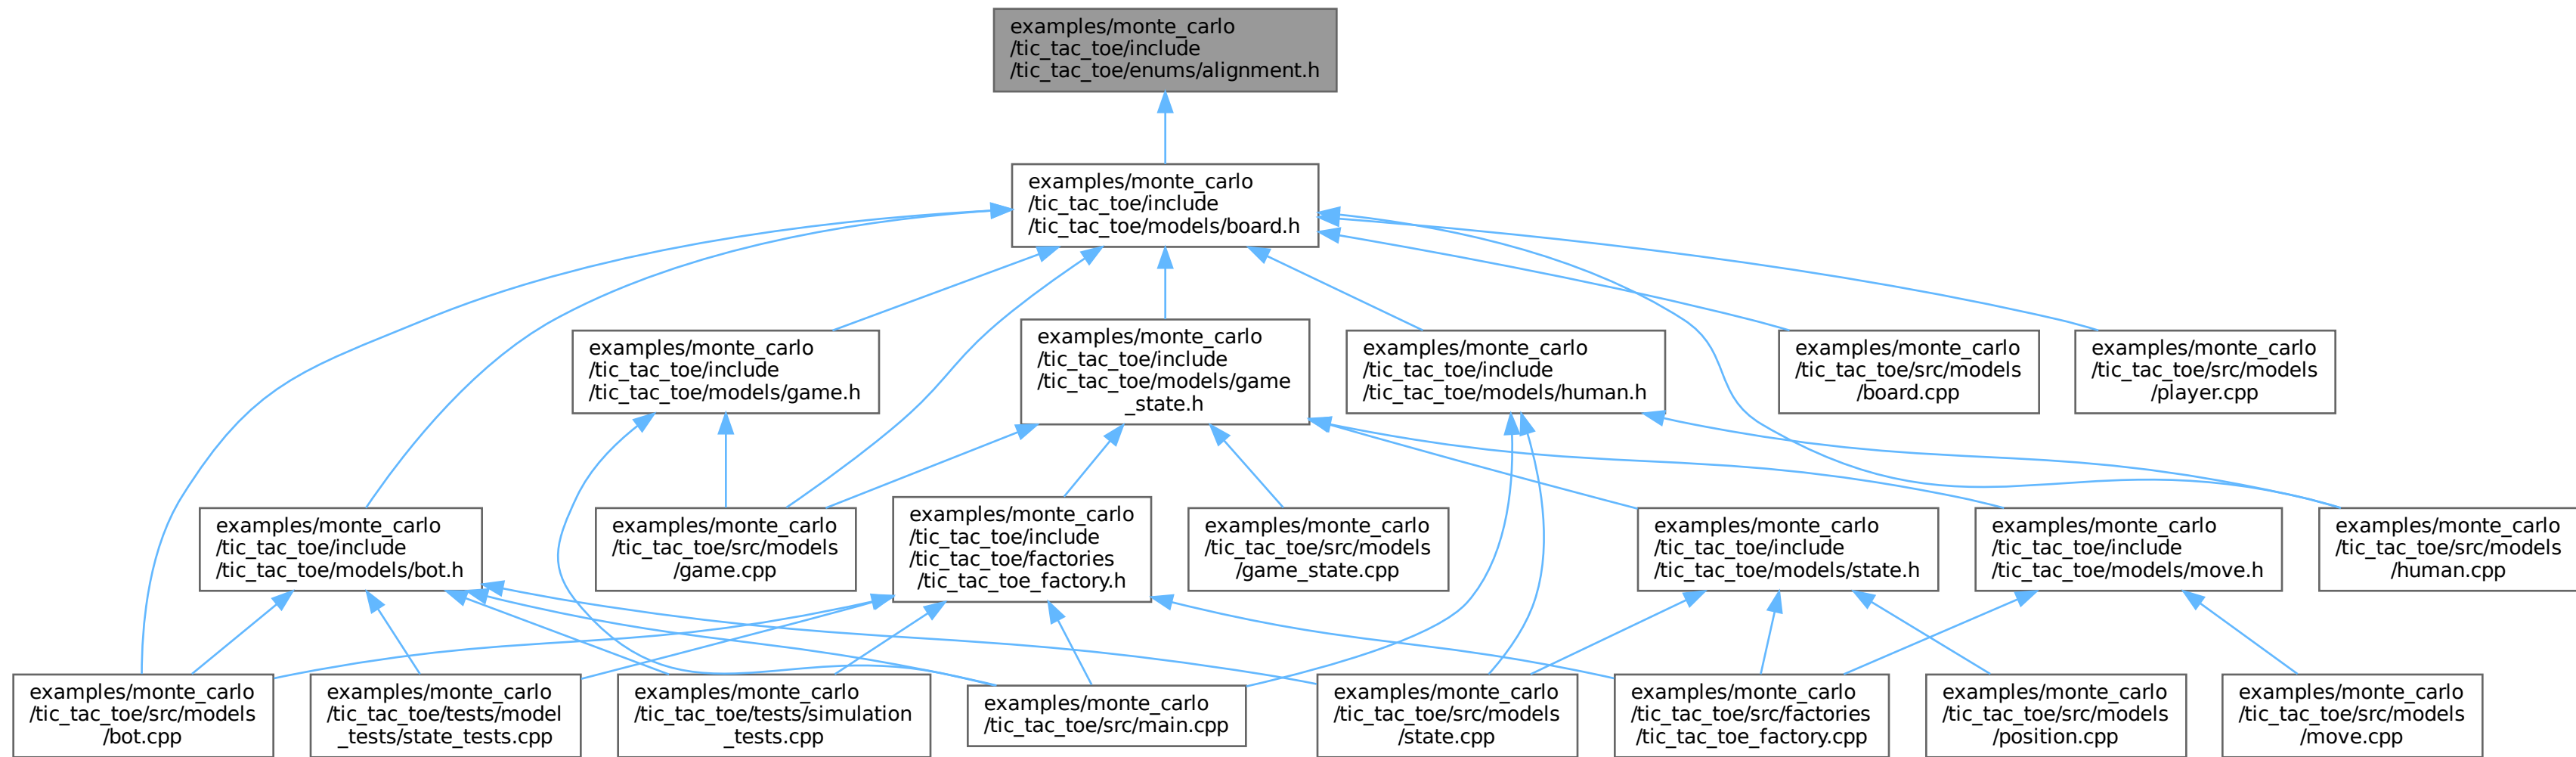 examples/monte_carlo
/tic_tac_toe/include
/tic_tac_toe/enums/alignment.h
examples/monte_carlo
/tic_tac_toe/include
/tic_tac_toe/models/board.h
examples/monte_carlo
/tic_tac_toe/include
/tic_tac_toe/models/game.h
examples/monte_carlo
/tic_tac_toe/include
/tic_tac_toe/models/game
_state.h
examples/monte_carlo
/tic_tac_toe/include
/tic_tac_toe/models/human.h
examples/monte_carlo
/tic_tac_toe/src/models
/board.cpp
examples/monte_carlo
/tic_tac_toe/src/models
/player.cpp
examples/monte_carlo
/tic_tac_toe/include
/tic_tac_toe/models/bot.h
examples/monte_carlo
/tic_tac_toe/src/models
/game.cpp
examples/monte_carlo
/tic_tac_toe/include
/tic_tac_toe/factories
/tic_tac_toe_factory.h
examples/monte_carlo
/tic_tac_toe/src/models
/game_state.cpp
examples/monte_carlo
/tic_tac_toe/include
/tic_tac_toe/models/state.h
examples/monte_carlo
/tic_tac_toe/include
/tic_tac_toe/models/move.h
examples/monte_carlo
/tic_tac_toe/src/models
/human.cpp
examples/monte_carlo
/tic_tac_toe/src/models
/bot.cpp
examples/monte_carlo
/tic_tac_toe/tests/model
_tests/state_tests.cpp
examples/monte_carlo
/tic_tac_toe/tests/simulation
_tests.cpp
examples/monte_carlo
/tic_tac_toe/src/main.cpp
examples/monte_carlo
/tic_tac_toe/src/models
/state.cpp
examples/monte_carlo
/tic_tac_toe/src/factories
/tic_tac_toe_factory.cpp
examples/monte_carlo
/tic_tac_toe/src/models
/position.cpp
examples/monte_carlo
/tic_tac_toe/src/models
/move.cpp